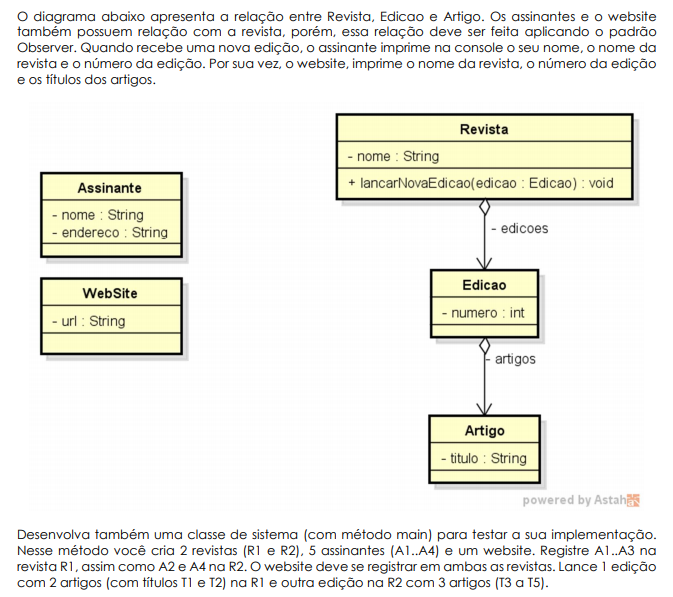 O diagrama abaixo apresenta a relação entre Revista, Edicao e Artigo. Os assinantes e o website
também possuem relação com a revista, porém, essa relação deve ser feita aplicando o padrão
Observer. Quando recebe uma nova edição, o assinante imprime na console o seu nome, o nome da
revista e o número da edição. Por sua vez, o website, imprime o nome da revista, o número da edição
e os títulos dos artigos.
Revista
- nome : String
+ lancarNovaEdicao(edicao : Edicao) : void
Assinante
- nome : String
- endereco : String
- edicoes
WebSite
- url : String
Edicao
- numero : int
- artigos
Artigo
- titulo : String
powered by Astah
Desenvolva também uma classe de sistema (com método main) para testar a sua implementação.
Nesse método você cria 2 revistas (R1 e R2), 5 assinantes (A1..A4) e um website. Registre A1..A3 na
revista R1, assim como A2 e A4 na R2. O website deve se registrar em ambas as revistas. Lance 1 edição
com 2 artigos (com títulos T1 e T2) na R1 e outra edição na R2 com 3 artigos (T3 a T5).